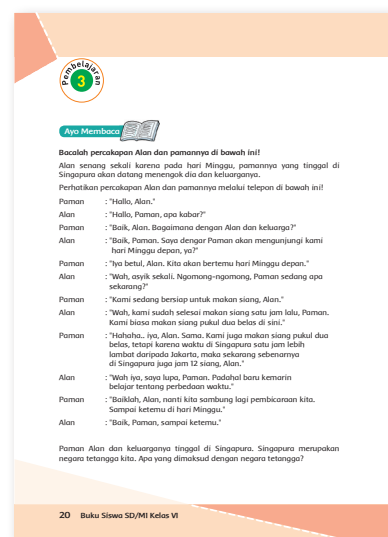 Pembelajaran
3
Ayo Membaca
Bacalah percakapan Alan dan pamannya di bawah ini!
Alan senang sekali karena pada hari Minggu, pamannya yang tinggal di
Singapura akan datang menengok dia dan keluarganya.
Perhatikan percakapan Alan dan pamannya melalui telepon di bawah ini!
Paman : "Hallo, Alan."
Alan : "Hallo, Paman, apa kabar?"
Paman : "Baik, Alan. Bagaimana dengan Alan dan keluarga?"
Alan : "Baik, Paman. Saya dengar Paman akan mengunjungi kami
hari Minggu depan, ya?"
Paman : "Iya betul, Alan. Kita akan bertemu hari Minggu depan."
Alan : "Wah, asyik sekali. Ngomong-ngomong, Paman sedang apa
sekarang?"
Paman : "Kami sedang bersiap untuk makan siang, Alan."
Alan : "Wah, kami sudah selesai makan siang satu jam lalu, Paman.
Kami biasa makan siang pukul dua belas di sini."
Paman : "Hahaha.. iya, Alan. Sama. Kami juga makan siang pukul dua
belas, tetapi karena waktu di Singapura satu jam lebih
lambat daripada Jakarta, maka sekarang sebenarnya
di Singapura juga jam 12 siang, Alan."
Alan : "Wah iya, saya lupa, Paman. Padahal baru kemarin
belajar tentang perbedaan waktu."
Paman : "Baiklah, Alan, nanti kita sambung lagi pembicaraan kita.
Sampai ketemu di hari Minggu."
Alan : "Baik, Paman, sampai ketemu."
Paman Alan dan keluarganya tinggal di Singapura. Singapura merupakan
negara tetangga kita. Apa yang dimaksud dengan negara tetangga?
20 Buku Siswa SD/MI Kelas VI